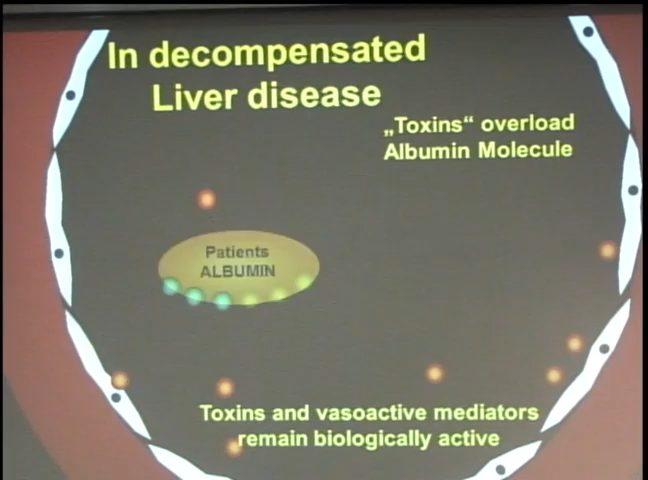 In decompensated
Liver disease
„Toxins“ overload
Albumin Molecule
Patients
ALBUMIN
Toxins and vasoactive mediators
remain biologically active